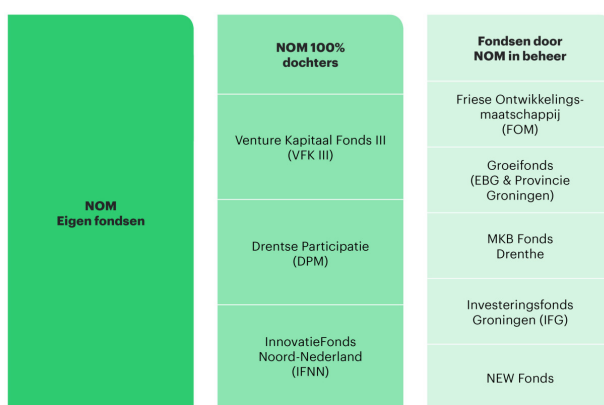 NOM
Eigen fondsen
NOM 100%
dochters
Venture Kapitaal Fonds III
(VFK III)
Drentse Participatie
(DPM)
InnovatieFonds
Noord-Nederland
(IFNN)
Fondsen door
NOM in beheer
Friese Ontwikkelings-
maatschappij
(FOM)
Groeifonds
(EBG & Provincie
Groningen)
MKB Fonds
Drenthe
Investeringsfonds
Groningen (IFG)
NEW Fonds